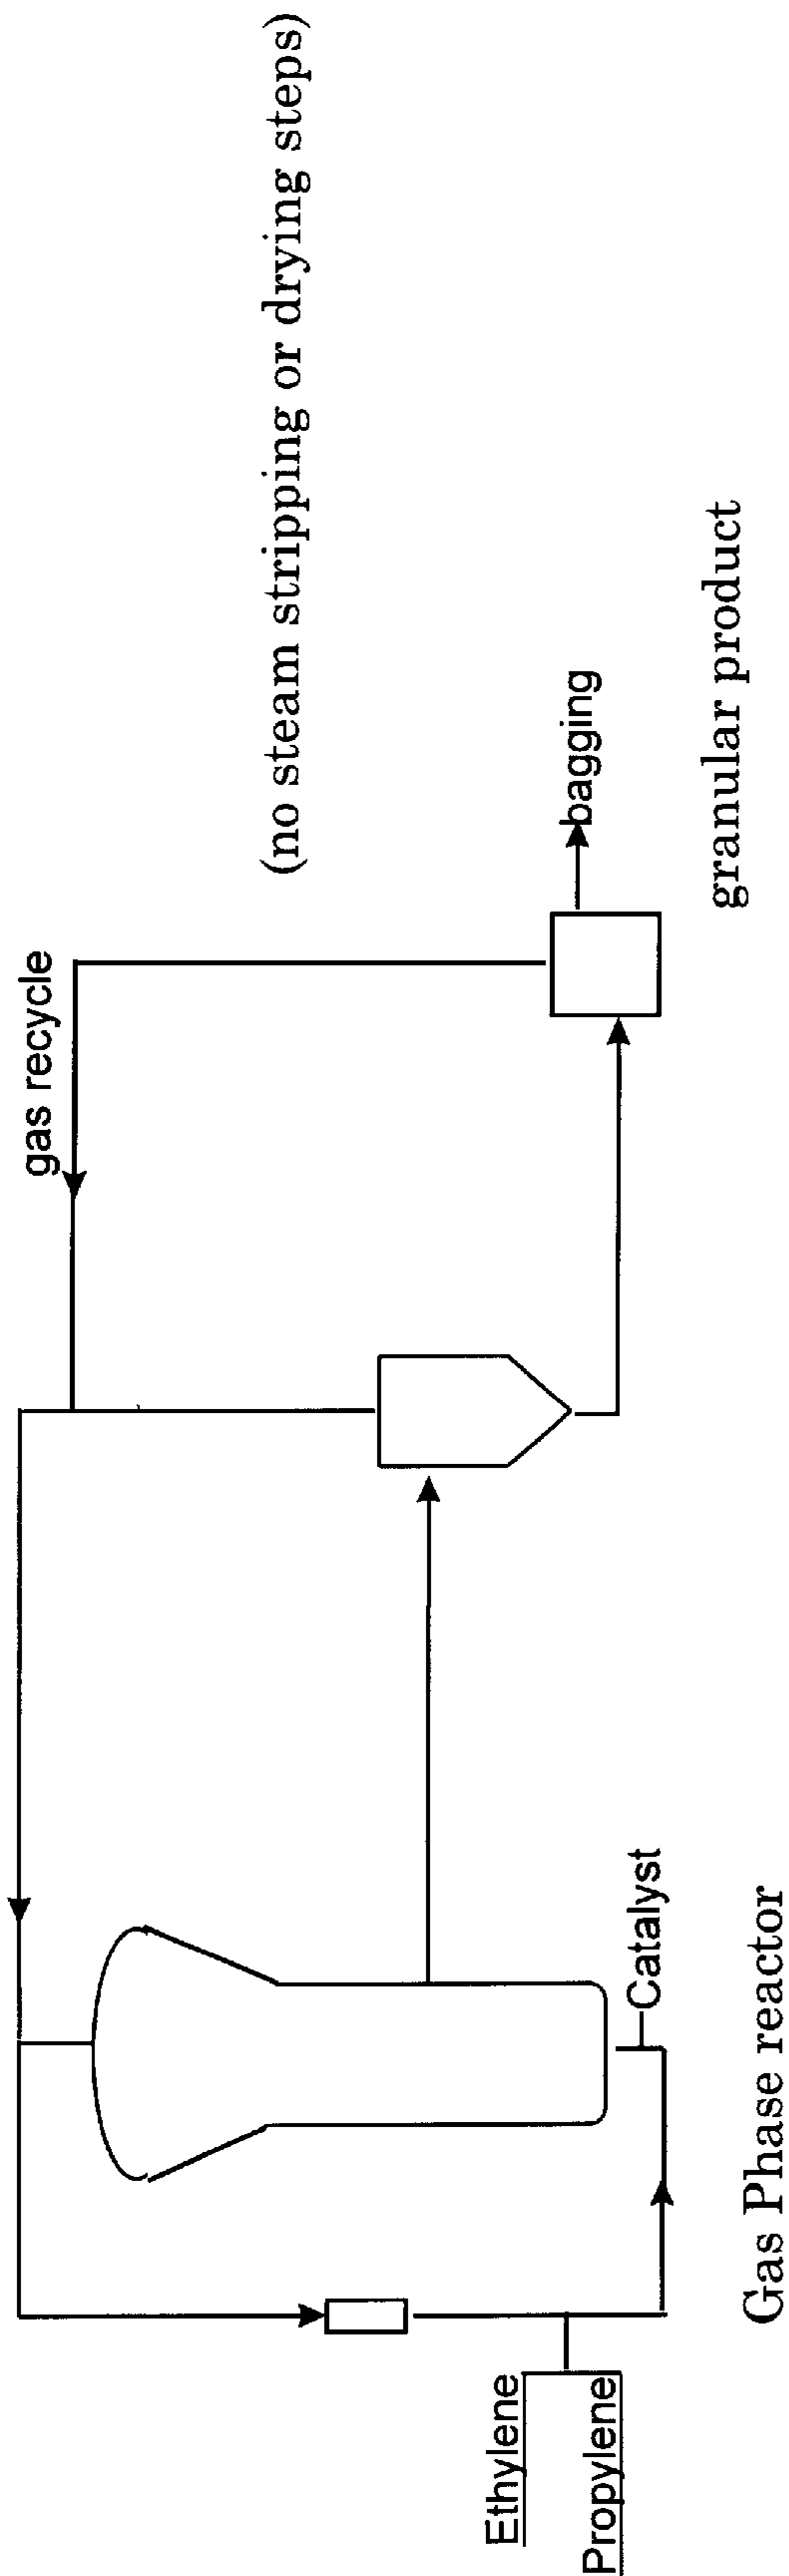 (no steam stripping or drying steps)
gas recycle
bagging
granular product
Catalyst
Ethylene
Propylene
Gas Phase reactor